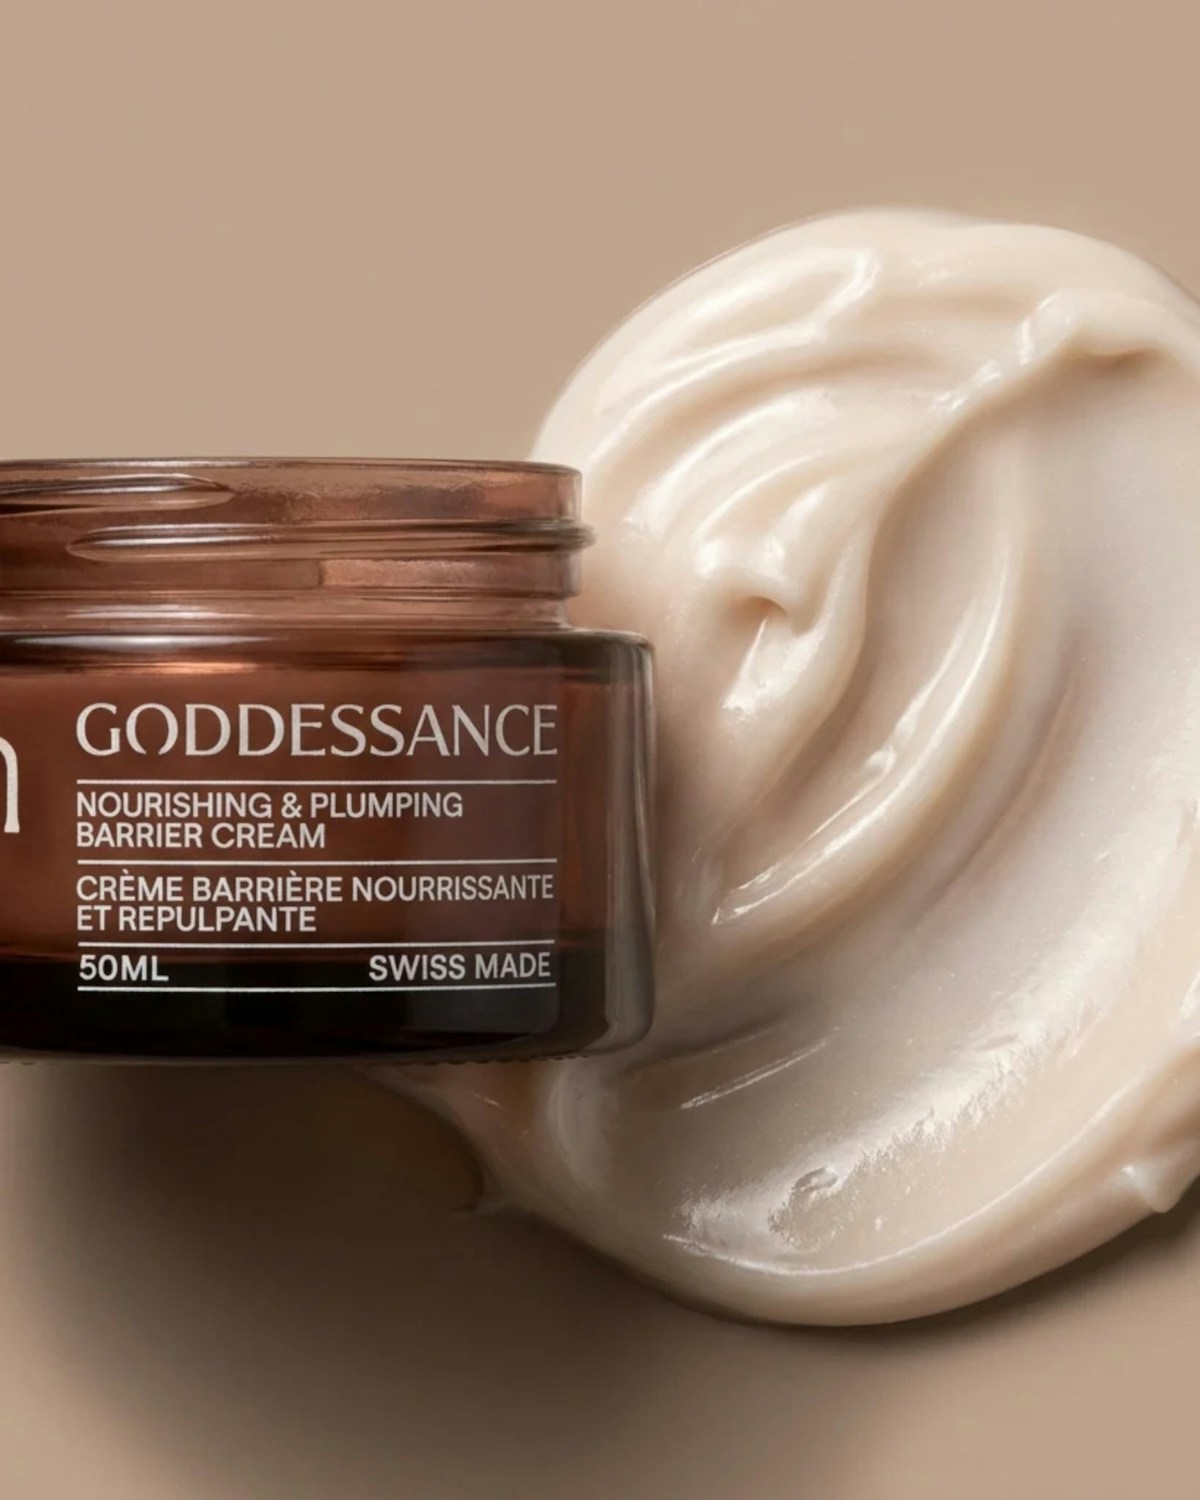 GODDESSANCE
NOURISHING & PLUMPING
BARRIER CREAM
CRÈME BARRIÈRE NOURRISSANTE
ET REPULPANTE
50ML SWISS MADE